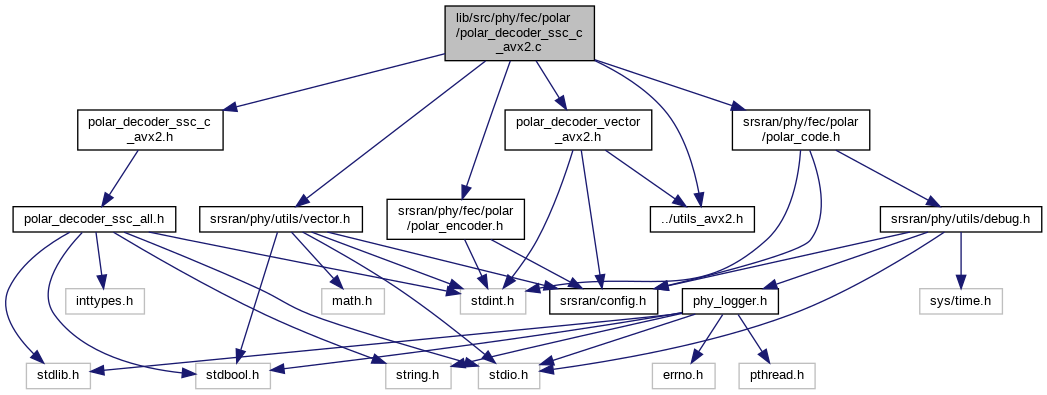 lib/src/phy/fec/polar
/polar_decoder_ssc_c
_avx2.c
polar_decoder_ssc_c
_avx2.h
polar_decoder_vector
_avx2.h
srsran/phy/fec/polar
/polar_code.h
polar_decoder_ssc_all.h
srsran/phy/utils/vector.h
srsran/phy/fec/polar
/polar_encoder.h
../utils_avx2.h
srsran/phy/utils/debug.h
inttypes.h
math.h
stdint.h
srsran/config.h
phy_logger.h
sys/time.h
stdlib.h
stdbool.h
string.h
stdio.h
errno.h
pthread.h